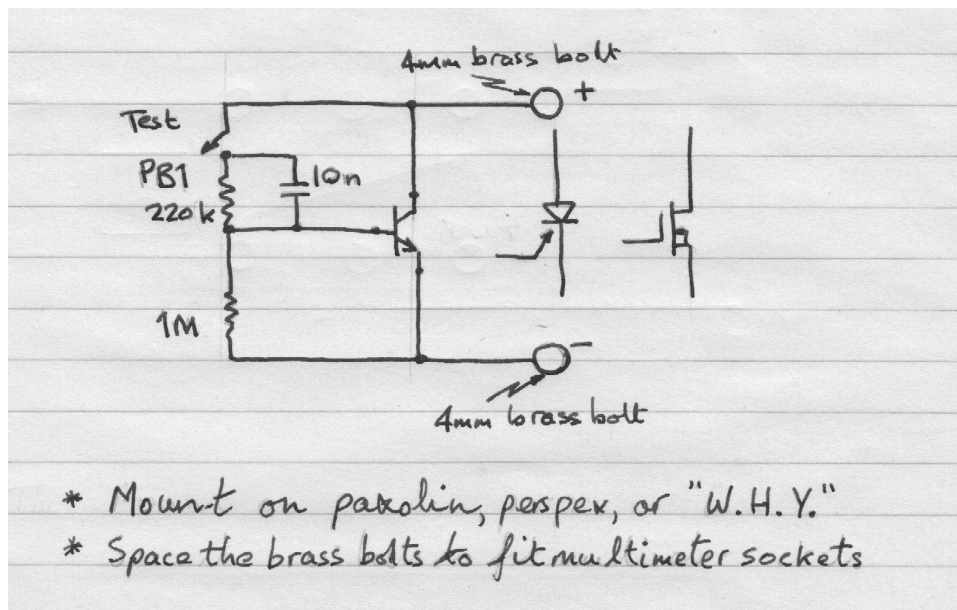 4mm brass bolt
+
Test
PB1
10n
220k
1M
-
4mm brass bolt
* Mount on paxolin, perspex, or "W.H.Y."
* Space the brass bolts to fit multimeter sockets